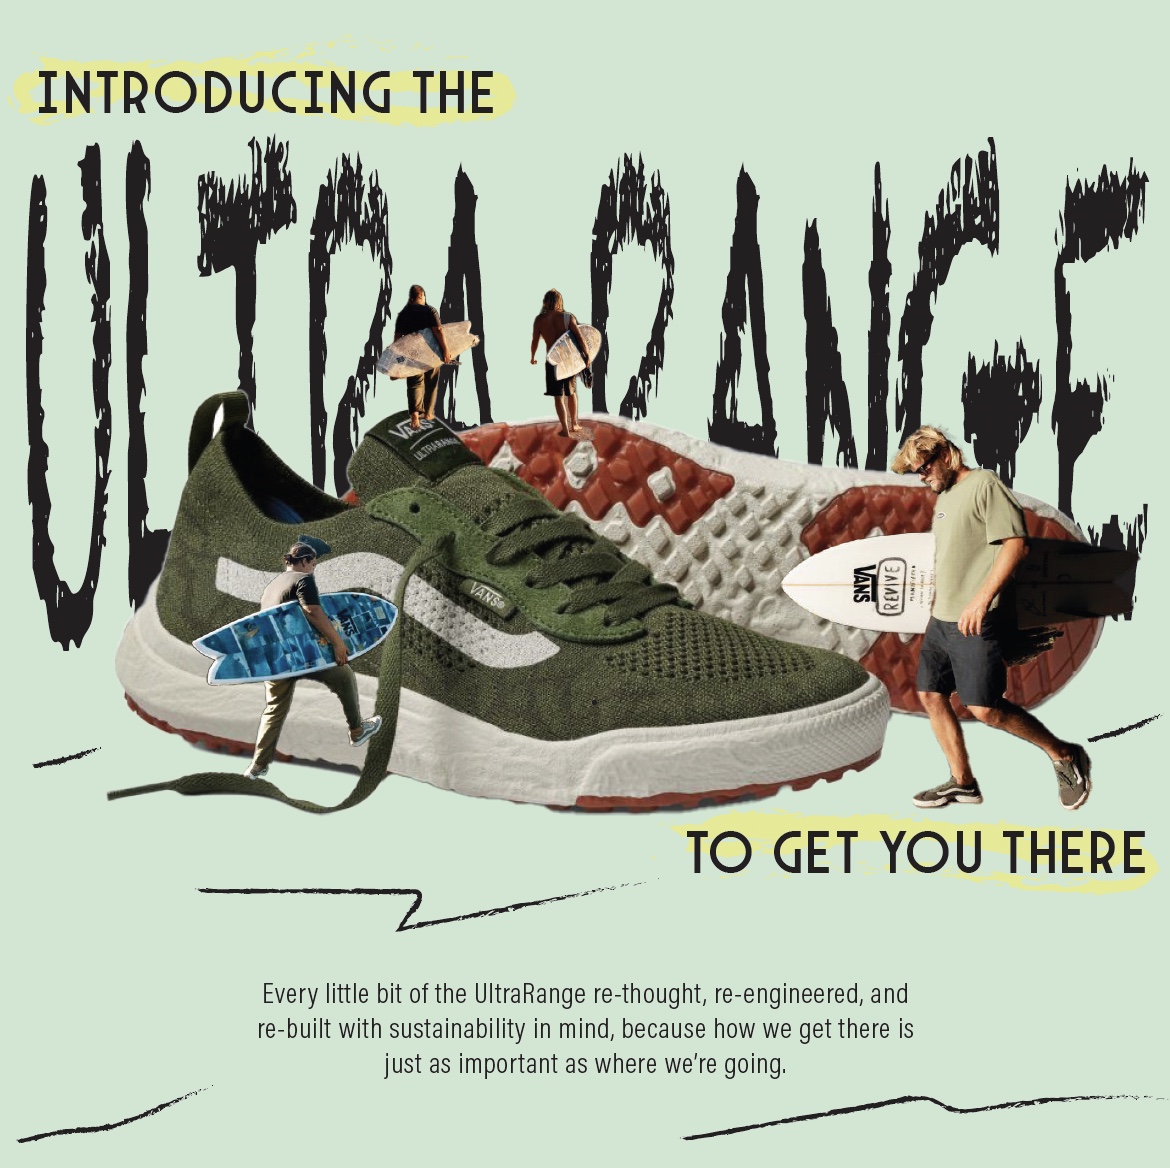 INTRODUCING THE
ULTRA RANGE
VANS
ULTRARANGE
VANS
VANS
VANS
REVIVE
TO GET YOU THERE
Every little bit of the UltraRange re-thought, re-engineered, and
re-built with sustainability in mind, because how we get there is
just as important as where we’re going.